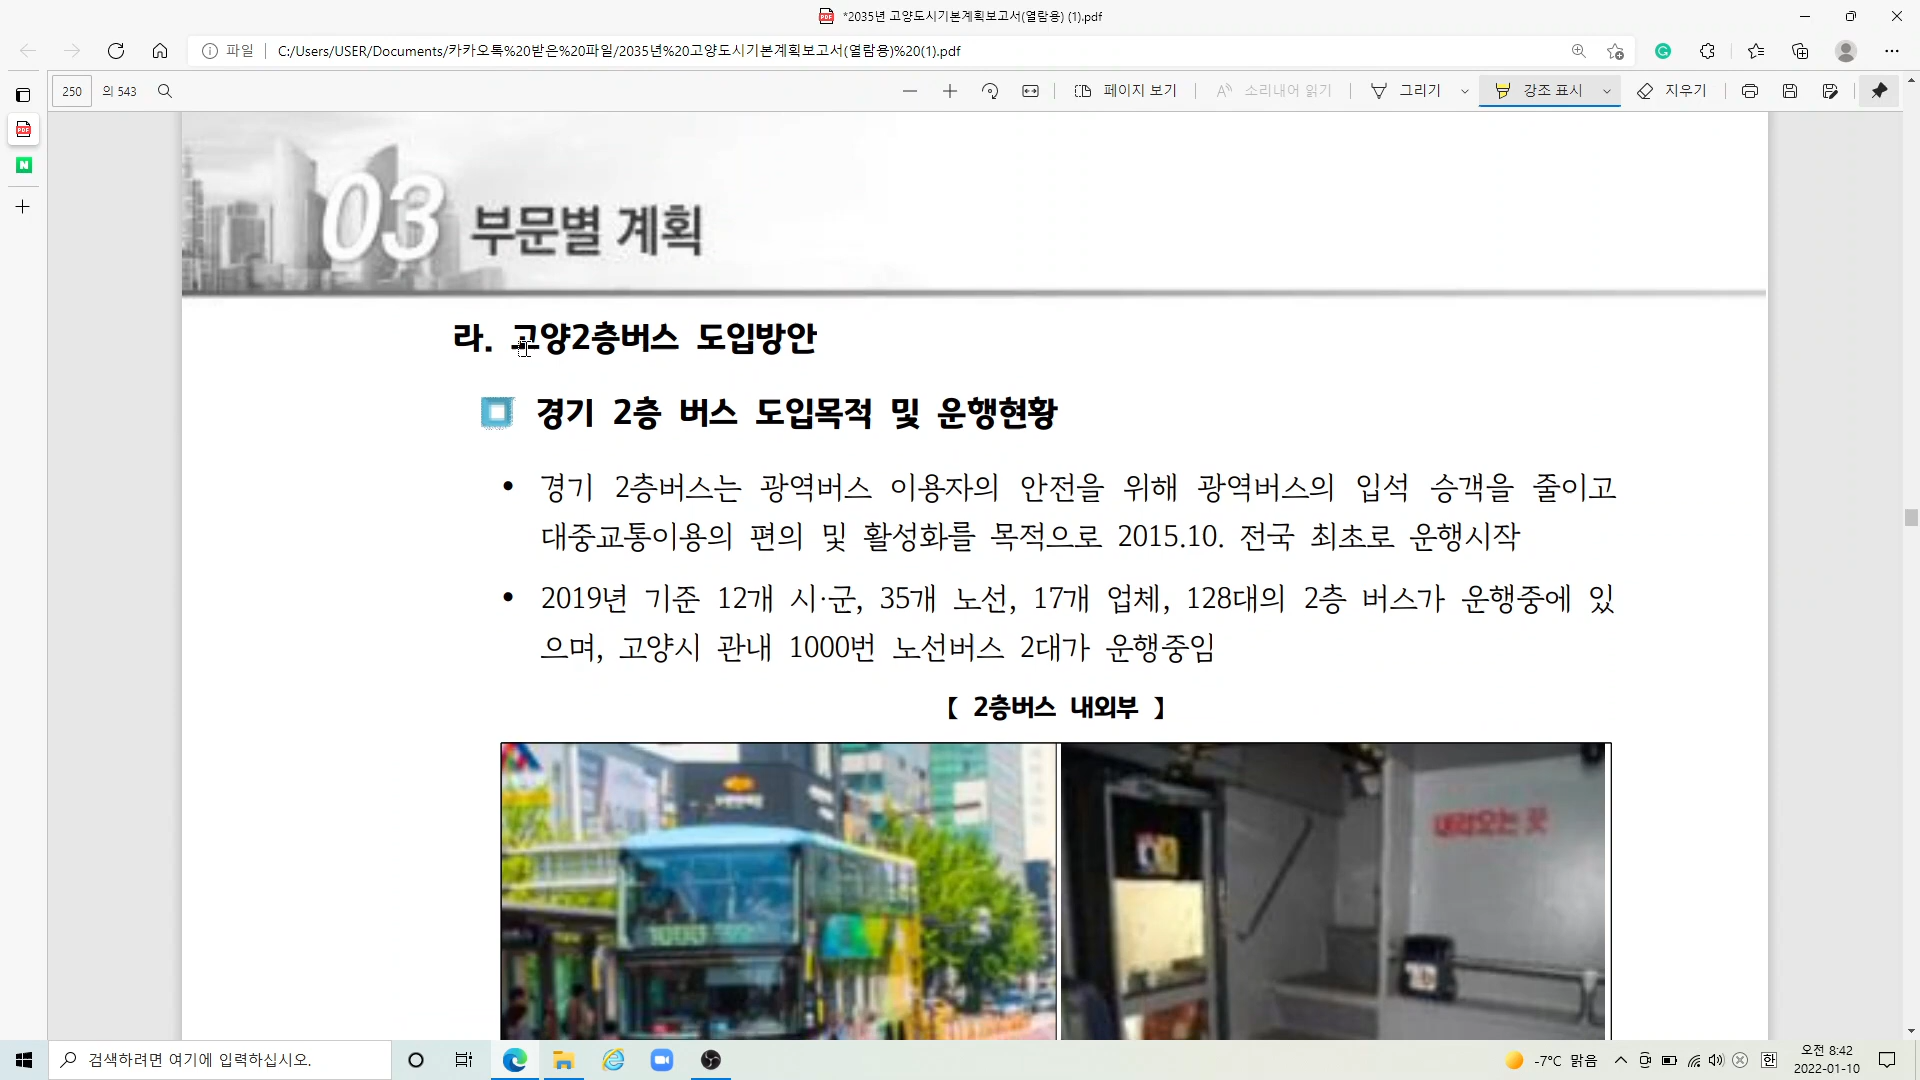 *2035년 고양도시기본계획보고서(열람용) (1).pdf
파일 C:/Users/USER/Documents/카카오톡%20받은%20파일/2035년%20고양도시기본계획보고서(열람용)%20(1).pdf
250 의 543 페이지 보기 소리내어 읽기 그리기 강조 표시 지우기
03 부문별 계획
라. 고양2층버스 도입방안
경기 2층 버스 도입목적 및 운행현황
• 경기 2층버스는 광역버스 이용자의 안전을 위해 광역버스의 입석 승객을 줄이고
대중교통이용의 편의 및 활성화를 목적으로 2015.10. 전국 최초로 운행시작
• 2019년 기준 12개 시·군, 35개 노선, 17개 업체, 128대의 2층 버스가 운행중에 있
으며, 고양시 관내 1000번 노선버스 2대가 운행중임
【 2층버스 내외부 】
1000
내려오는 곳
검색하려면 여기에 입력하십시오.
-7°C 맑음
한
오전 8:42
2022-01-10